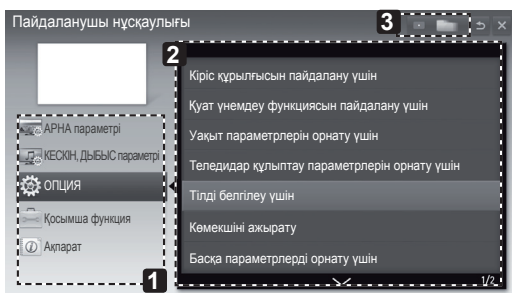 Пайдаланушы нұсқаулығы
3
2
Кіріс құрылғысын пайдалану үшін
Қуат үнемдеу функциясын пайдалану үшін
Уақыт параметрлерін орнату үшін
Теледидар құлыптау параметрлерін орнату үшін
Тілді белгілеу үшін
Көмекшіні ажырату
Басқа параметрлерді орнату үшін
1/2
АРНА параметрі
КЕСКІН, ДЫБЫС параметрі
ОПЦИЯ
Қосымша функция
Ақпарат
1